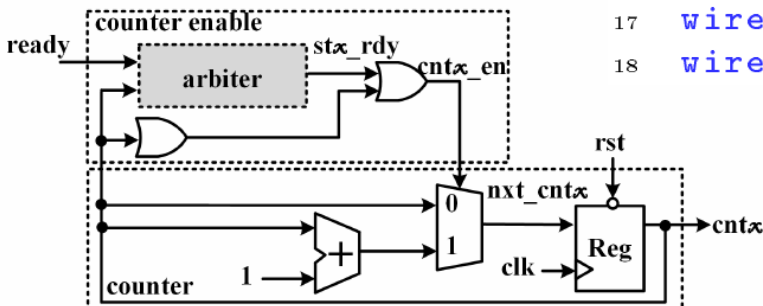 counter enable
17 wire
18 wire
ready
stx_rdy
arbiter
cntx_en
rst
0
nxt_cntx
1
+
Reg
cntx
clk
counter
1